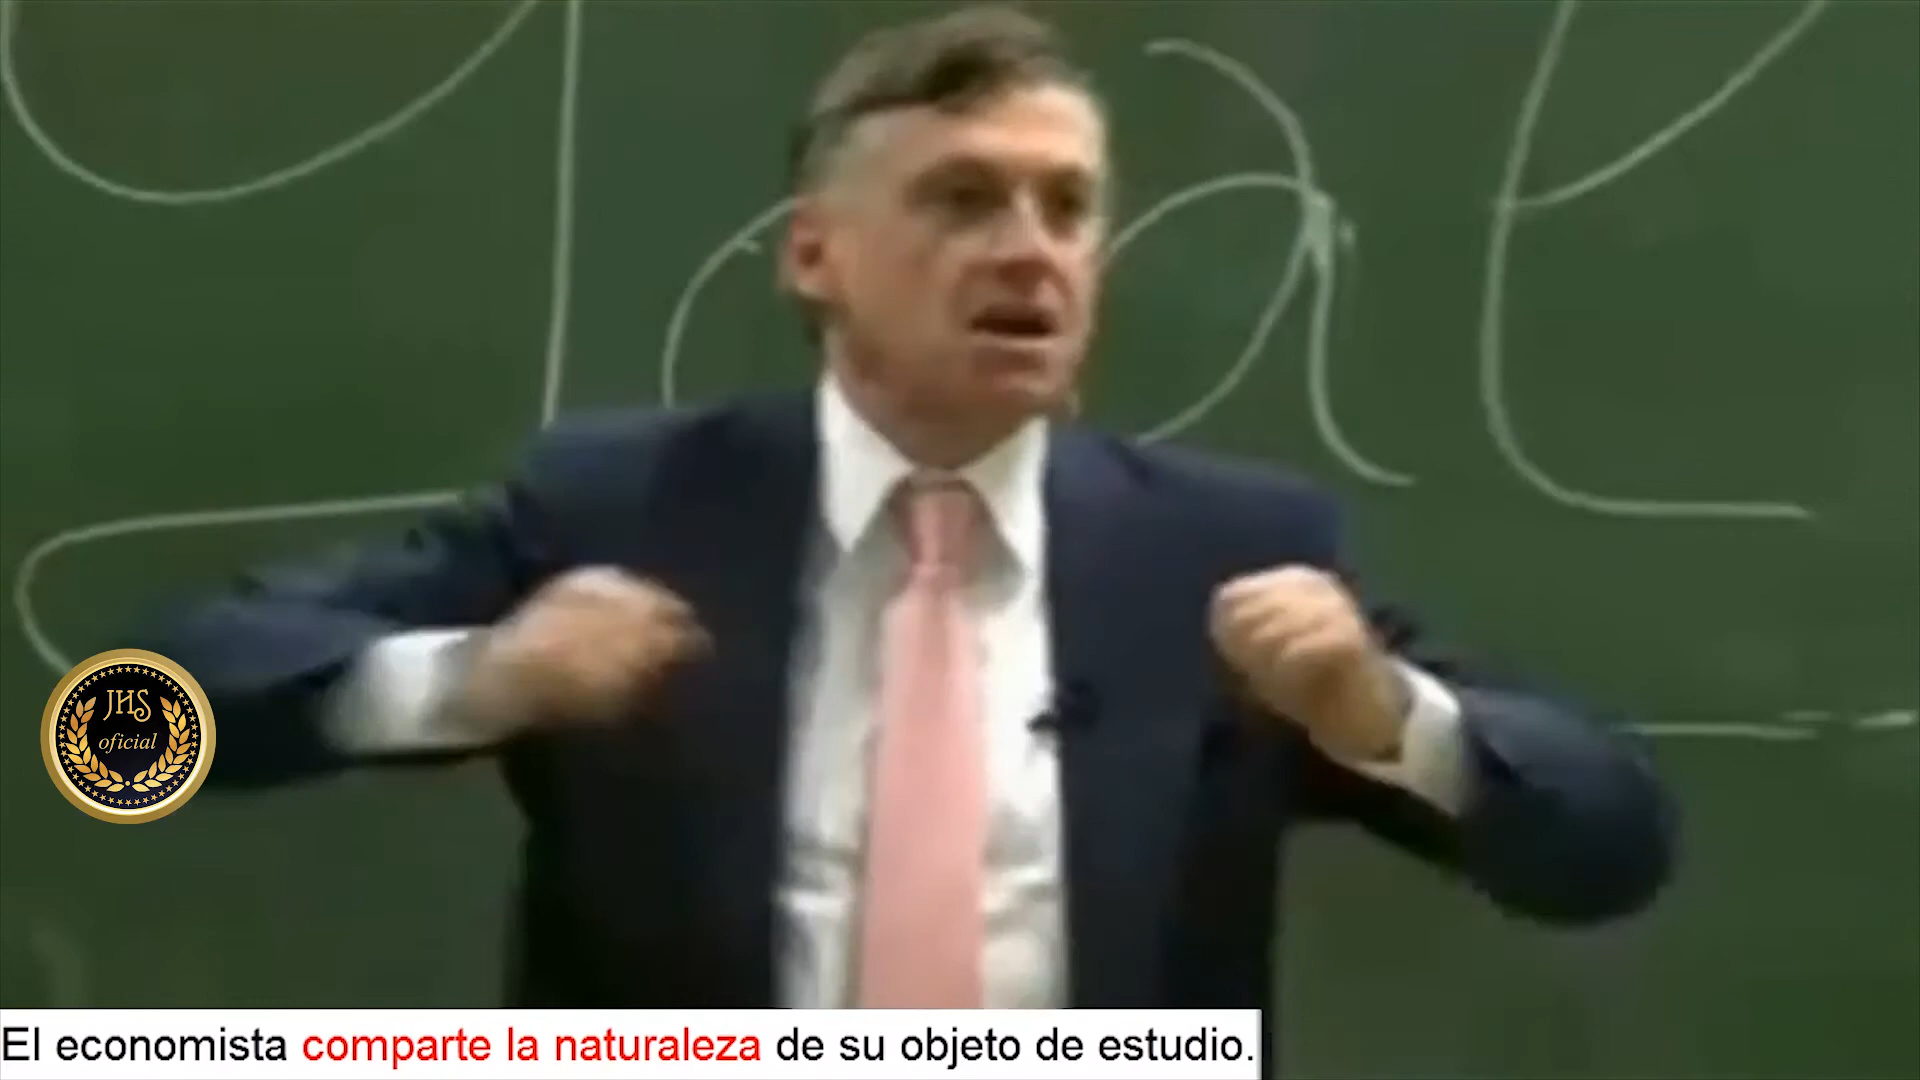 JHS
oficial
El economista comparte la naturaleza de su objeto de estudio.